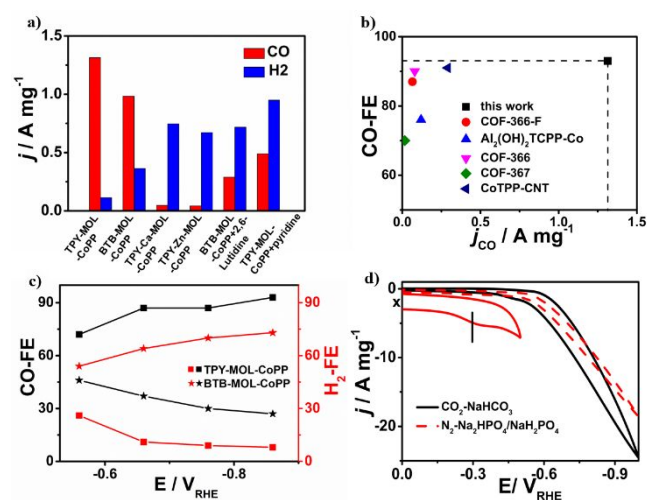 a)
CO
H2
j / A mg⁻¹
1.5
1.0
0.5
0.0
TPY-MOL
-CoPP
BTB-MOL
-CoPP
TPY-Ca-MOL
-CoPP
TPY-Zn-MOL
-CoPP
BTB-MOL
-CoPP+2,6-
Lutidine
TPY-MOL-
CoPP+pyridine
b)
CO-FE
100
80
60
this work
COF-366-F
Al₂(OH)₂TCPP-Co
COF-366
COF-367
CoTPP-CNT
0.0
0.5
1.0
1.5
jCO / A mg⁻¹
c)
CO-FE
90
60
30
0
TPY-MOL-CoPP
BTB-MOL-CoPP
90
60
30
0
H₂-FE
-0.6
-0.8
E / VRHE
d)
j / A mg⁻¹
0
x
-10
-20
CO₂-NaHCO₃
N₂-Na₂HPO₄/NaH₂PO₄
0.0
-0.3
-0.6
-0.9
E/ VRHE